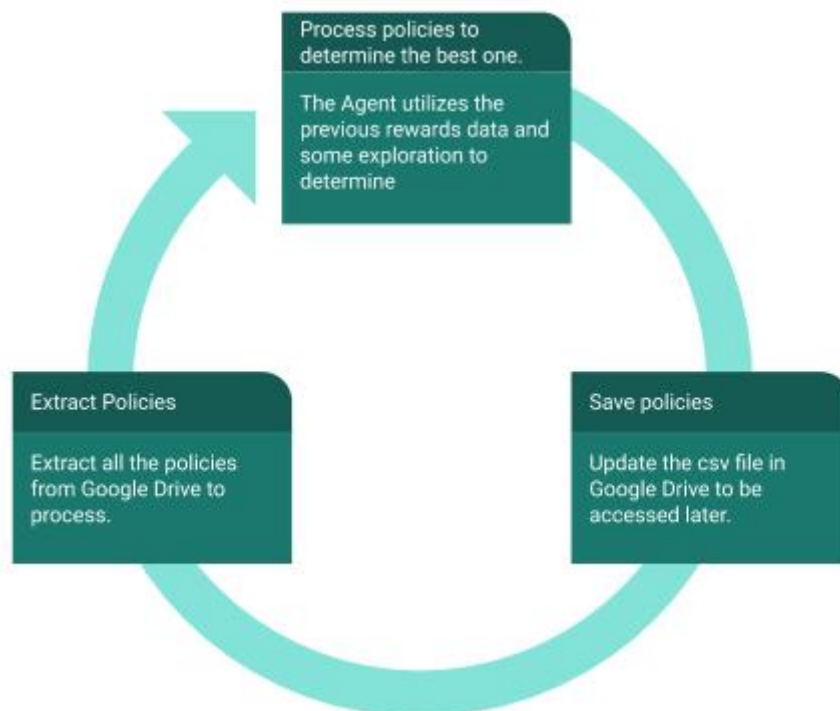 Process policies to
determine the best one.
The Agent utilizes the
previous rewards data and
some exploration to
determine
Extract Policies
Extract all the policies
from Google Drive to
process.
Save policies
Update the csv file in
Google Drive to be
accessed later.